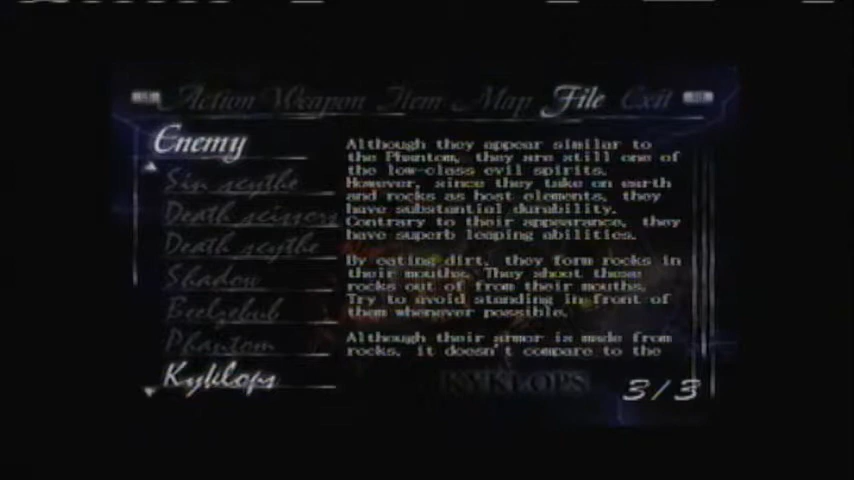 Action Weapon Item Map File Exit
Enemy
Sin scythe
Death scissors
Death scythe
Shadow
Beelzebub
Phantom
Kyklops
Although they appear similar to
the Phantom, they are still one of
the low-class evil spirits.
However, since they take on earth
and rocks as host elements, they
have substantial durability.
Contrary to their appearance, they
have superb leaping abilities.
By eating dirt, they form rocks in
their mouths. They shoot these
rocks out of from their mouths.
Try to avoid standing in front of
them whenever possible.
Although their armor is made from
rocks, it doesn't compare to the
KYKLOPS
3/3